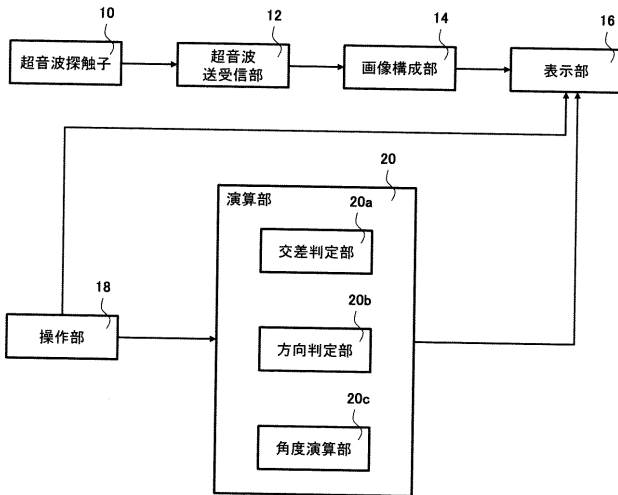 10
超音波探触子
12
超音波
送受信部
14
画像構成部
16
表示部
20
演算部
20a
交差判定部
18
操作部
20b
方向判定部
20c
角度演算部